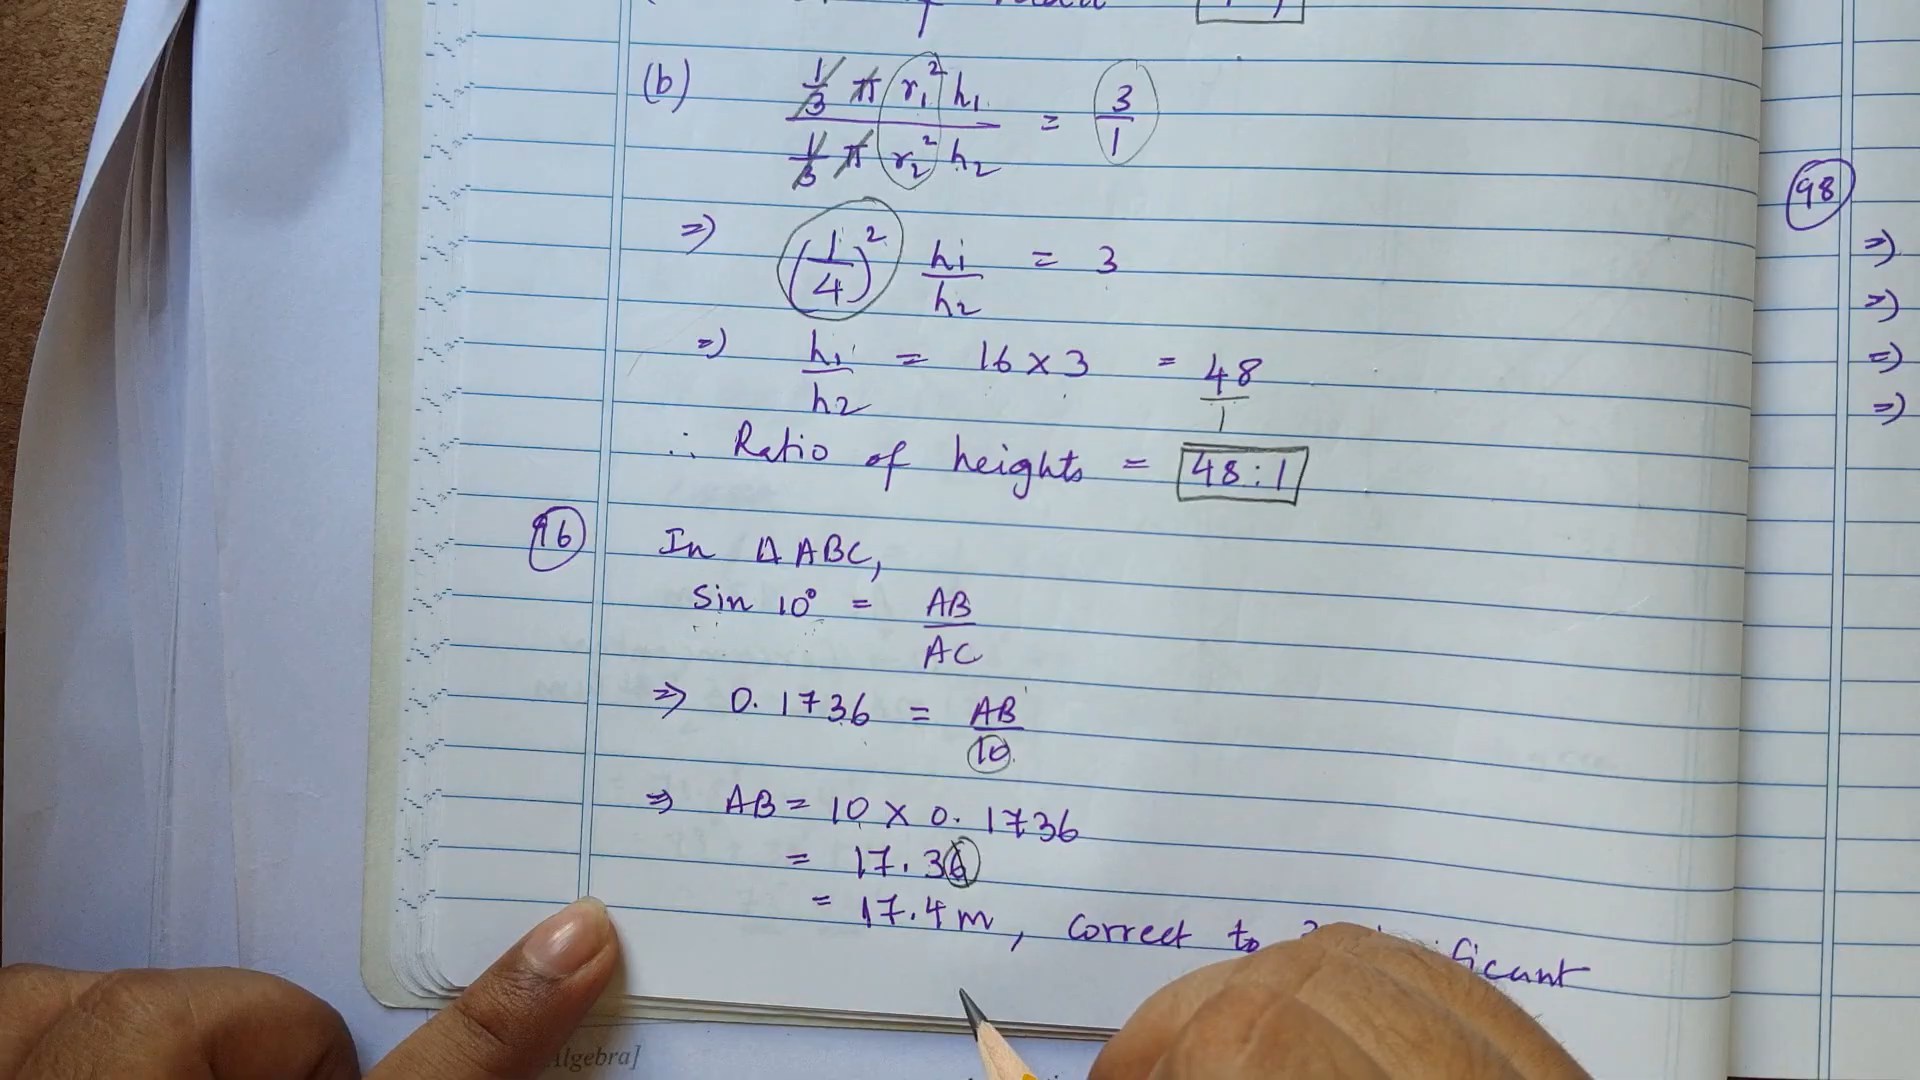 (b) 1/3 π r₁² h₁ / 1/3 π r₂² h₂ = 3/1
=> (1/4)² h₁/h₂ = 3
=> h₁/h₂ = 16 × 3 = 48/1
∴ Ratio of heights = 48 : 1
96 In Δ ABC,
Sin 10° = AB/AC
=> 0.1736 = AB/10
=> AB = 10 × 0.1736
= 17.36
= 17.4 m, Correct to
98
=>
=>
=>
=>
Algebra]